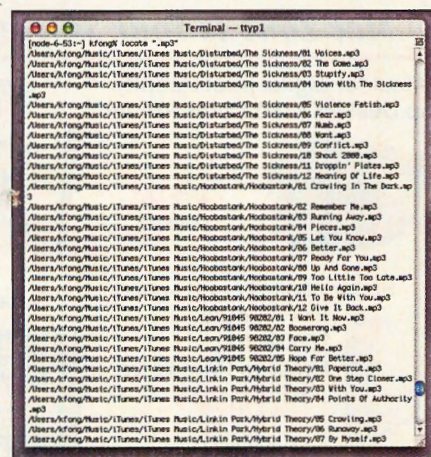 Terminal — ttyp1
[node-6-53:~] kfong% locate ".mp3"
/Users/kfong/Music/iTunes/iTunes Music/Disturbed/The Sickness/01 Voices.mp3
/Users/kfong/Music/iTunes/iTunes Music/Disturbed/The Sickness/02 The Game.mp3
/Users/kfong/Music/iTunes/iTunes Music/Disturbed/The Sickness/03 Stupify.mp3
/Users/kfong/Music/iTunes/iTunes Music/Disturbed/The Sickness/04 Down With The Sickness
.mp3
/Users/kfong/Music/iTunes/iTunes Music/Disturbed/The Sickness/05 Violence Fetish.mp3
/Users/kfong/Music/iTunes/iTunes Music/Disturbed/The Sickness/06 Fear.mp3
/Users/kfong/Music/iTunes/iTunes Music/Disturbed/The Sickness/07 Numb.mp3
/Users/kfong/Music/iTunes/iTunes Music/Disturbed/The Sickness/08 Want.mp3
/Users/kfong/Music/iTunes/iTunes Music/Disturbed/The Sickness/09 Conflict.mp3
/Users/kfong/Music/iTunes/iTunes Music/Disturbed/The Sickness/10 Shout 2000.mp3
/Users/kfong/Music/iTunes/iTunes Music/Disturbed/The Sickness/11 Droppin' Plates.mp3
/Users/kfong/Music/iTunes/iTunes Music/Disturbed/The Sickness/12 Meaning Of Life.mp3
/Users/kfong/Music/iTunes/iTunes Music/Hoobastank/Hoobastank/01 Crawling In The Dark.mp
3
/Users/kfong/Music/iTunes/iTunes Music/Hoobastank/Hoobastank/02 Remember Me.mp3
/Users/kfong/Music/iTunes/iTunes Music/Hoobastank/Hoobastank/03 Running Away.mp3
/Users/kfong/Music/iTunes/iTunes Music/Hoobastank/Hoobastank/04 Pieces.mp3
/Users/kfong/Music/iTunes/iTunes Music/Hoobastank/Hoobastank/05 Let You Know.mp3
/Users/kfong/Music/iTunes/iTunes Music/Hoobastank/Hoobastank/06 Better.mp3
/Users/kfong/Music/iTunes/iTunes Music/Hoobastank/Hoobastank/07 Ready For You.mp3
/Users/kfong/Music/iTunes/iTunes Music/Hoobastank/Hoobastank/08 Up And Gone.mp3
/Users/kfong/Music/iTunes/iTunes Music/Hoobastank/Hoobastank/09 Too Little Too Late.mp3
/Users/kfong/Music/iTunes/iTunes Music/Hoobastank/Hoobastank/10 Hello Again.mp3
/Users/kfong/Music/iTunes/iTunes Music/Hoobastank/Hoobastank/11 To Be With You.mp3
/Users/kfong/Music/iTunes/iTunes Music/Hoobastank/Hoobastank/12 Give It Back.mp3
/Users/kfong/Music/iTunes/iTunes Music/Lean/91045 90202/01 I Want It Now.mp3
/Users/kfong/Music/iTunes/iTunes Music/Lean/91045 90202/02 Boomerang.mp3
/Users/kfong/Music/iTunes/iTunes Music/Lean/91045 90202/03 Face.mp3
/Users/kfong/Music/iTunes/iTunes Music/Lean/91045 90202/04 Carry Me.mp3
/Users/kfong/Music/iTunes/iTunes Music/Lean/91045 90202/05 Hope For Better.mp3
/Users/kfong/Music/iTunes/iTunes Music/Linkin Park/Hybrid Theory/01 Papercut.mp3
/Users/kfong/Music/iTunes/iTunes Music/Linkin Park/Hybrid Theory/02 One Step Closer.mp3
/Users/kfong/Music/iTunes/iTunes Music/Linkin Park/Hybrid Theory/03 With You.mp3
/Users/kfong/Music/iTunes/iTunes Music/Linkin Park/Hybrid Theory/04 Points Of Authority
.mp3
/Users/kfong/Music/iTunes/iTunes Music/Linkin Park/Hybrid Theory/05 Crawling.mp3
/Users/kfong/Music/iTunes/iTunes Music/Linkin Park/Hybrid Theory/06 Runaway.mp3
/Users/kfong/Music/iTunes/iTunes Music/Linkin Park/Hybrid Theory/07 By Myself.mp3